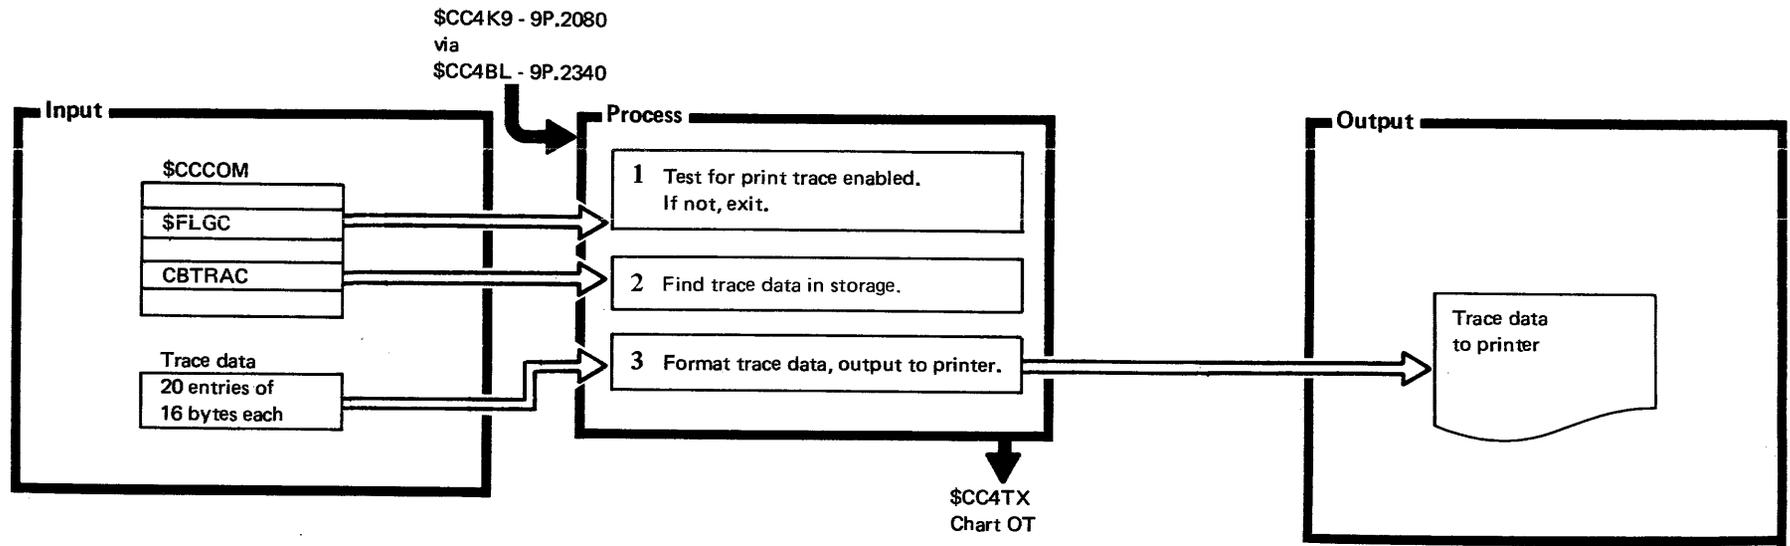 $CC4K9 - 9P.2080
via
$CC4BL - 9P.2340
Input
$CCCOM
$FLGC
CBTRAC
Trace data
20 entries of
16 bytes each
Process
1 Test for print trace enabled.
If not, exit.
2 Find trace data in storage.
3 Format trace data, output to printer.
$CC4TX
Chart OT
Output
Trace data
to printer